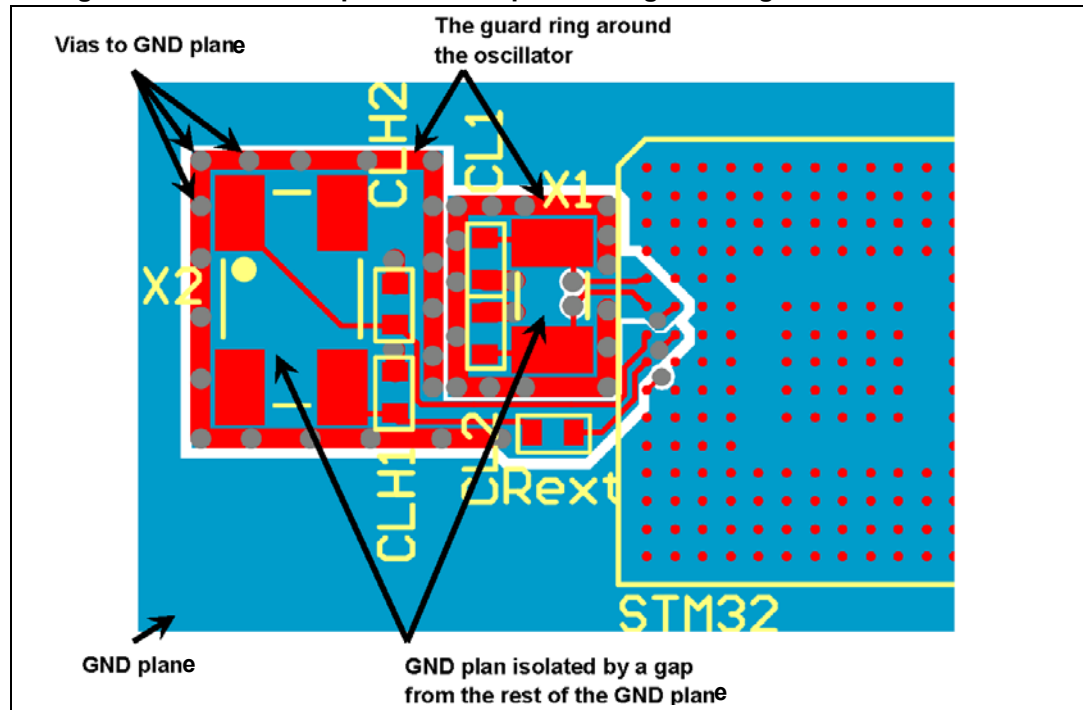 The guard ring around
the oscillator
Vias to GND plane
CLH2
CL1
X1
X2
CLH1
CL2
Rext
STM32
GND plane
GND plan isolated by a gap
from the rest of the GND plane